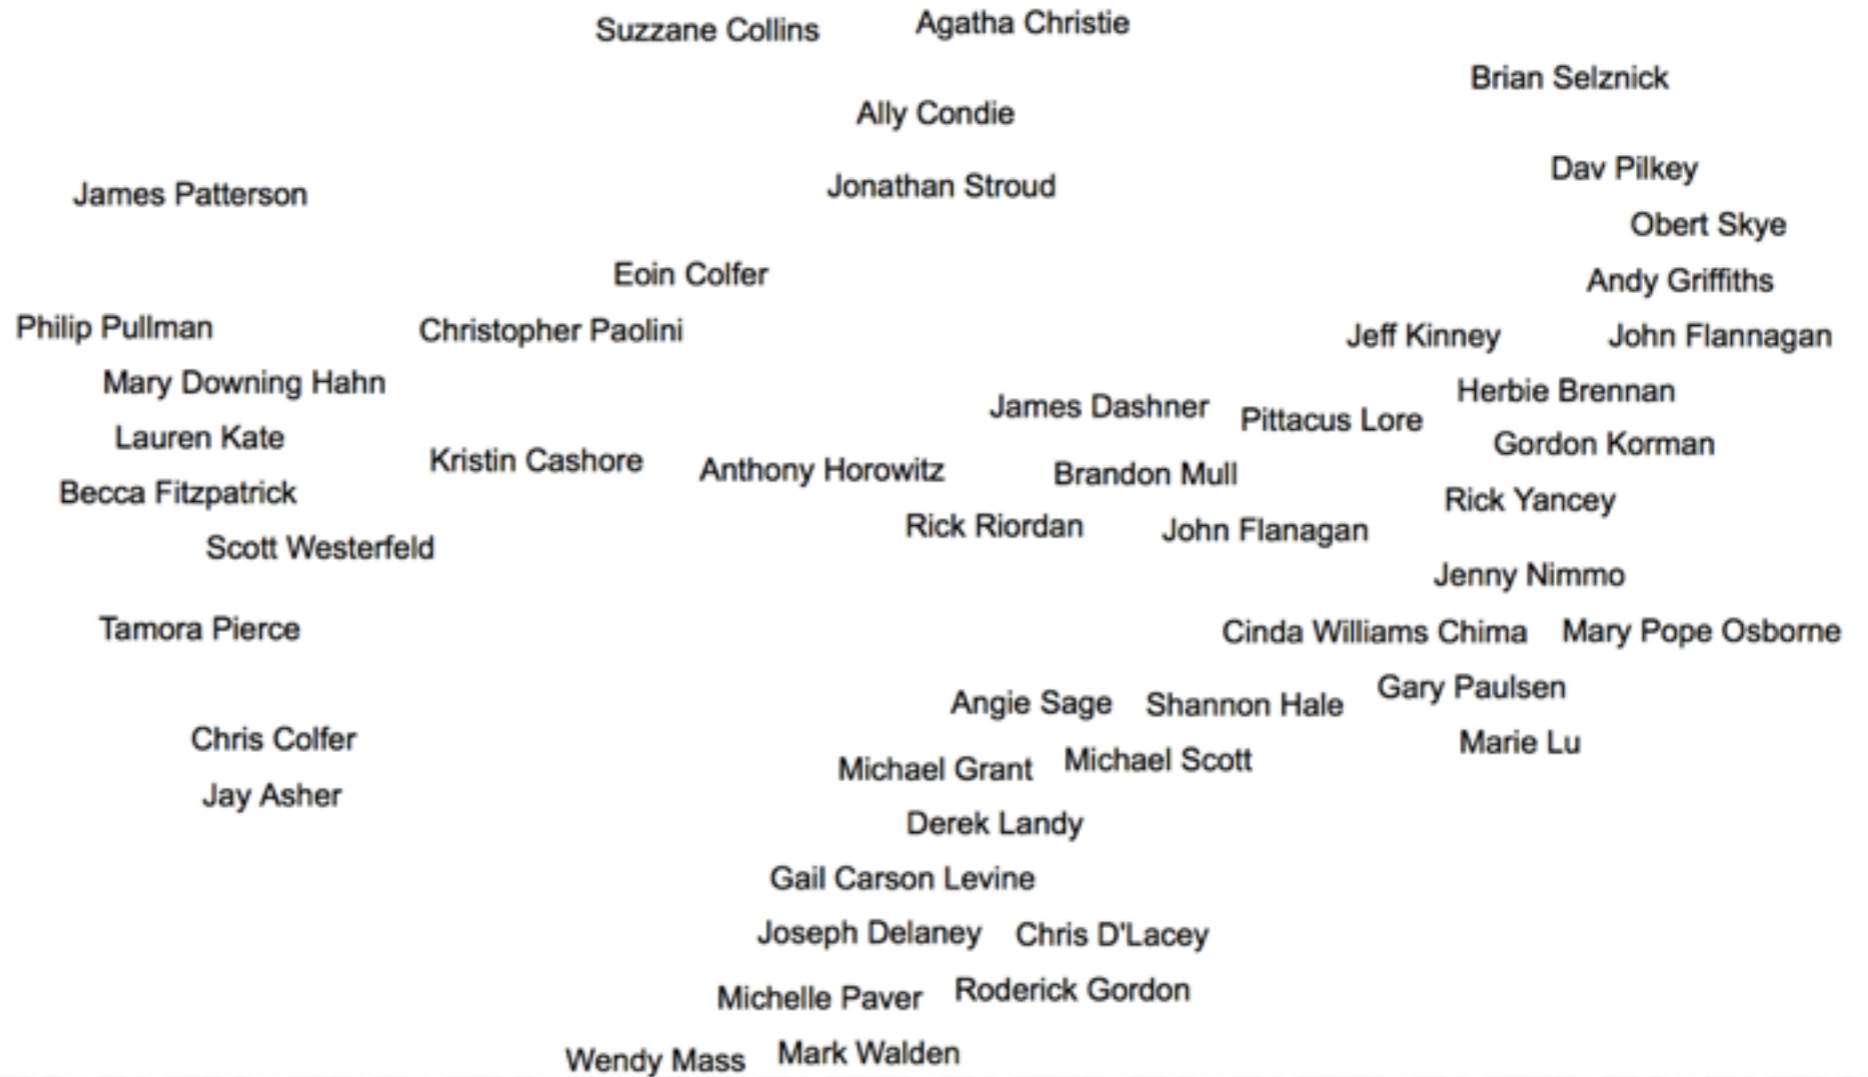 Suzzane Collins
Agatha Christie
Brian Selznick
Ally Condie
Dav Pilkey
James Patterson
Jonathan Stroud
Obert Skye
Eoin Colfer
Andy Griffiths
Philip Pullman
Christopher Paolini
Jeff Kinney
John Flannagan
Mary Downing Hahn
Herbie Brennan
James Dashner
Pittacus Lore
Lauren Kate
Gordon Korman
Kristin Cashore
Anthony Horowitz
Brandon Mull
Becca Fitzpatrick
Rick Yancey
Rick Riordan
John Flanagan
Scott Westerfeld
Jenny Nimmo
Tamora Pierce
Cinda Williams Chima
Mary Pope Osborne
Gary Paulsen
Angie Sage
Shannon Hale
Chris Colfer
Marie Lu
Michael Grant
Michael Scott
Jay Asher
Derek Landy
Gail Carson Levine
Joseph Delaney
Chris D'Lacey
Michelle Paver
Roderick Gordon
Wendy Mass
Mark Walden